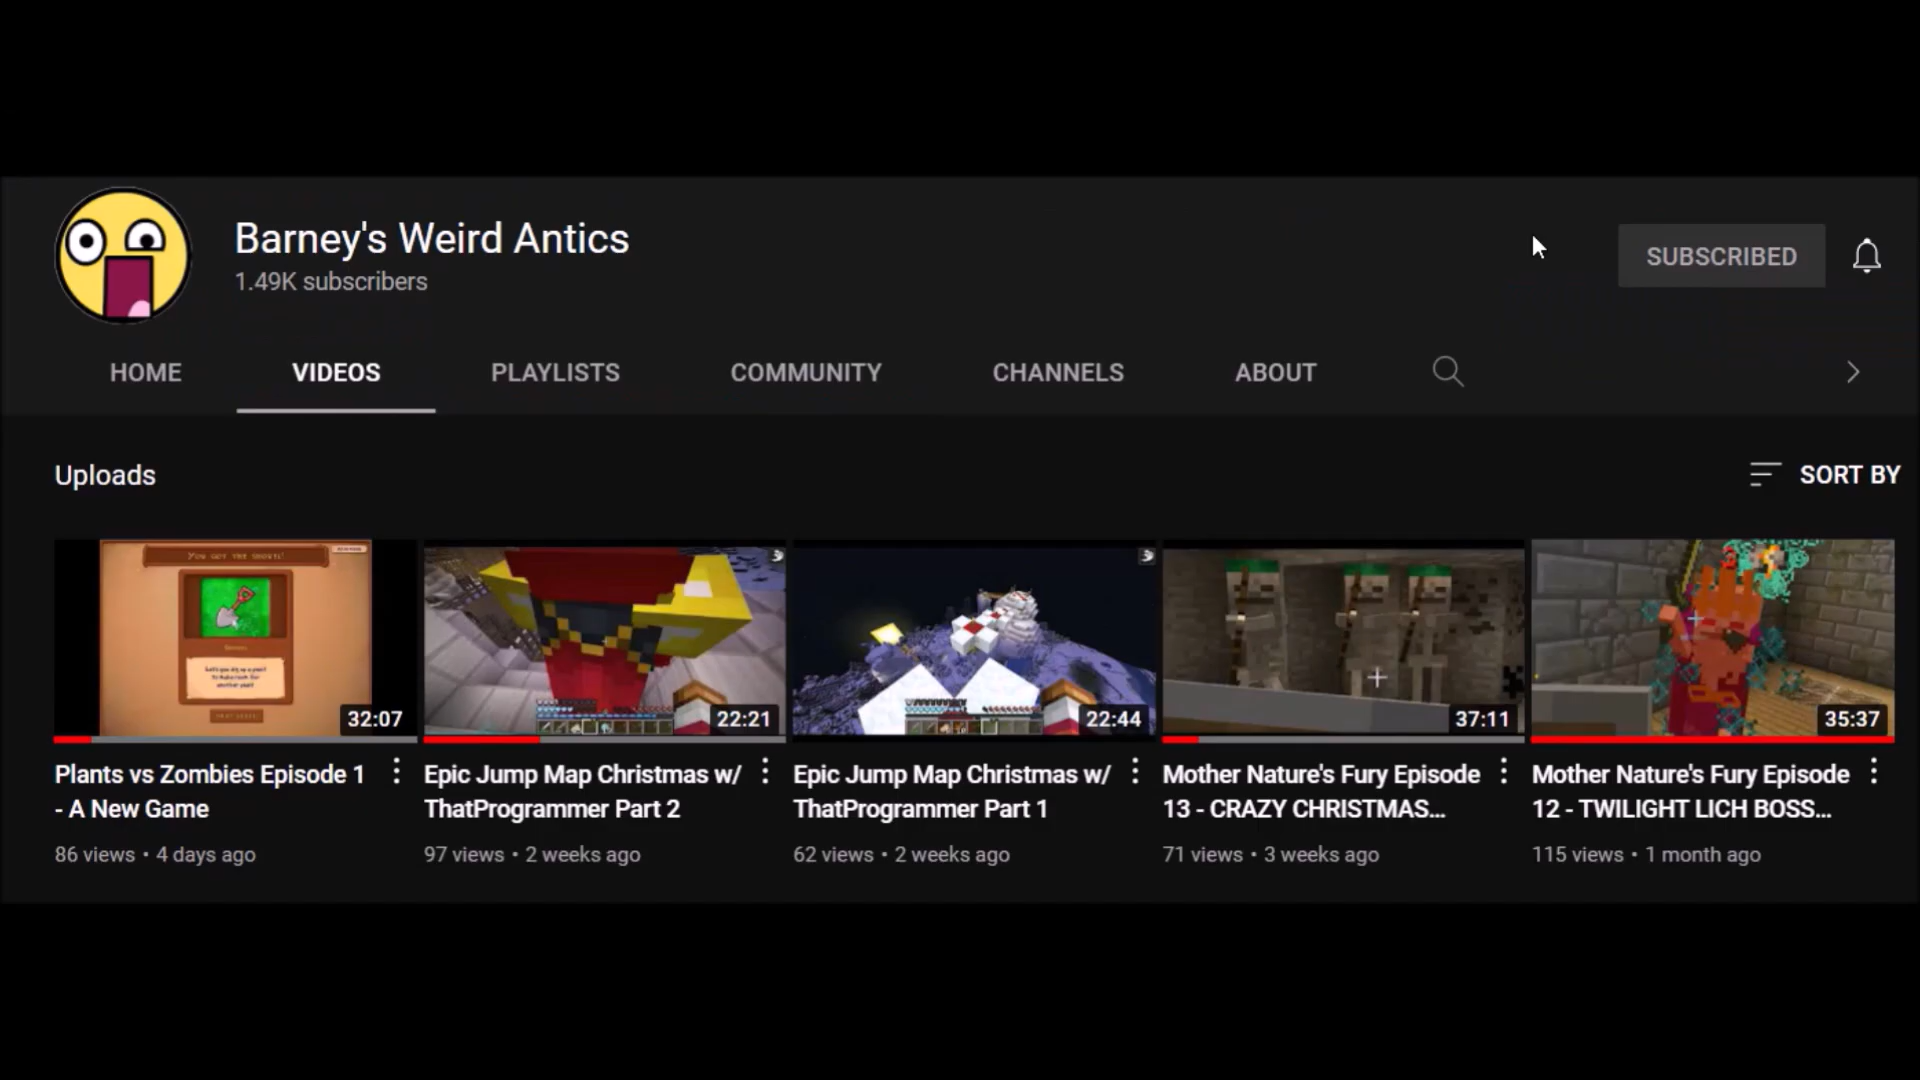 Barney's Weird Antics
1.49K subscribers
SUBSCRIBED
HOME VIDEOS PLAYLISTS COMMUNITY CHANNELS ABOUT
Uploads
SORT BY
YOU GOT THE SHOVEL!
32:07
22:21
22:44
37:11
35:37
Plants vs Zombies Episode 1
- A New Game
86 views • 4 days ago
Epic Jump Map Christmas w/
ThatProgrammer Part 2
97 views • 2 weeks ago
Epic Jump Map Christmas w/
ThatProgrammer Part 1
62 views • 2 weeks ago
Mother Nature's Fury Episode
13 - CRAZY CHRISTMAS...
71 views • 3 weeks ago
Mother Nature's Fury Episode
12 - TWILIGHT LICH BOSS...
115 views • 1 month ago